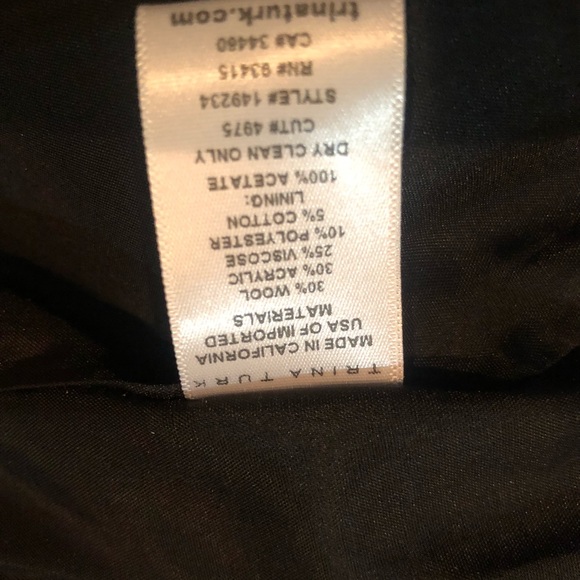 TRINA TURK
MADE IN CALIFORNIA
USA OF IMPORTED
MATERIALS
30% WOOL
30% ACRYLIC
25% VISCOSE
10% POLYESTER
5% COTTON
LINING:
100% ACETATE
DRY CLEAN ONLY
CUT# 4975
STYLE# 149234
RN# 93415
CA# 34460
trinaturk.com